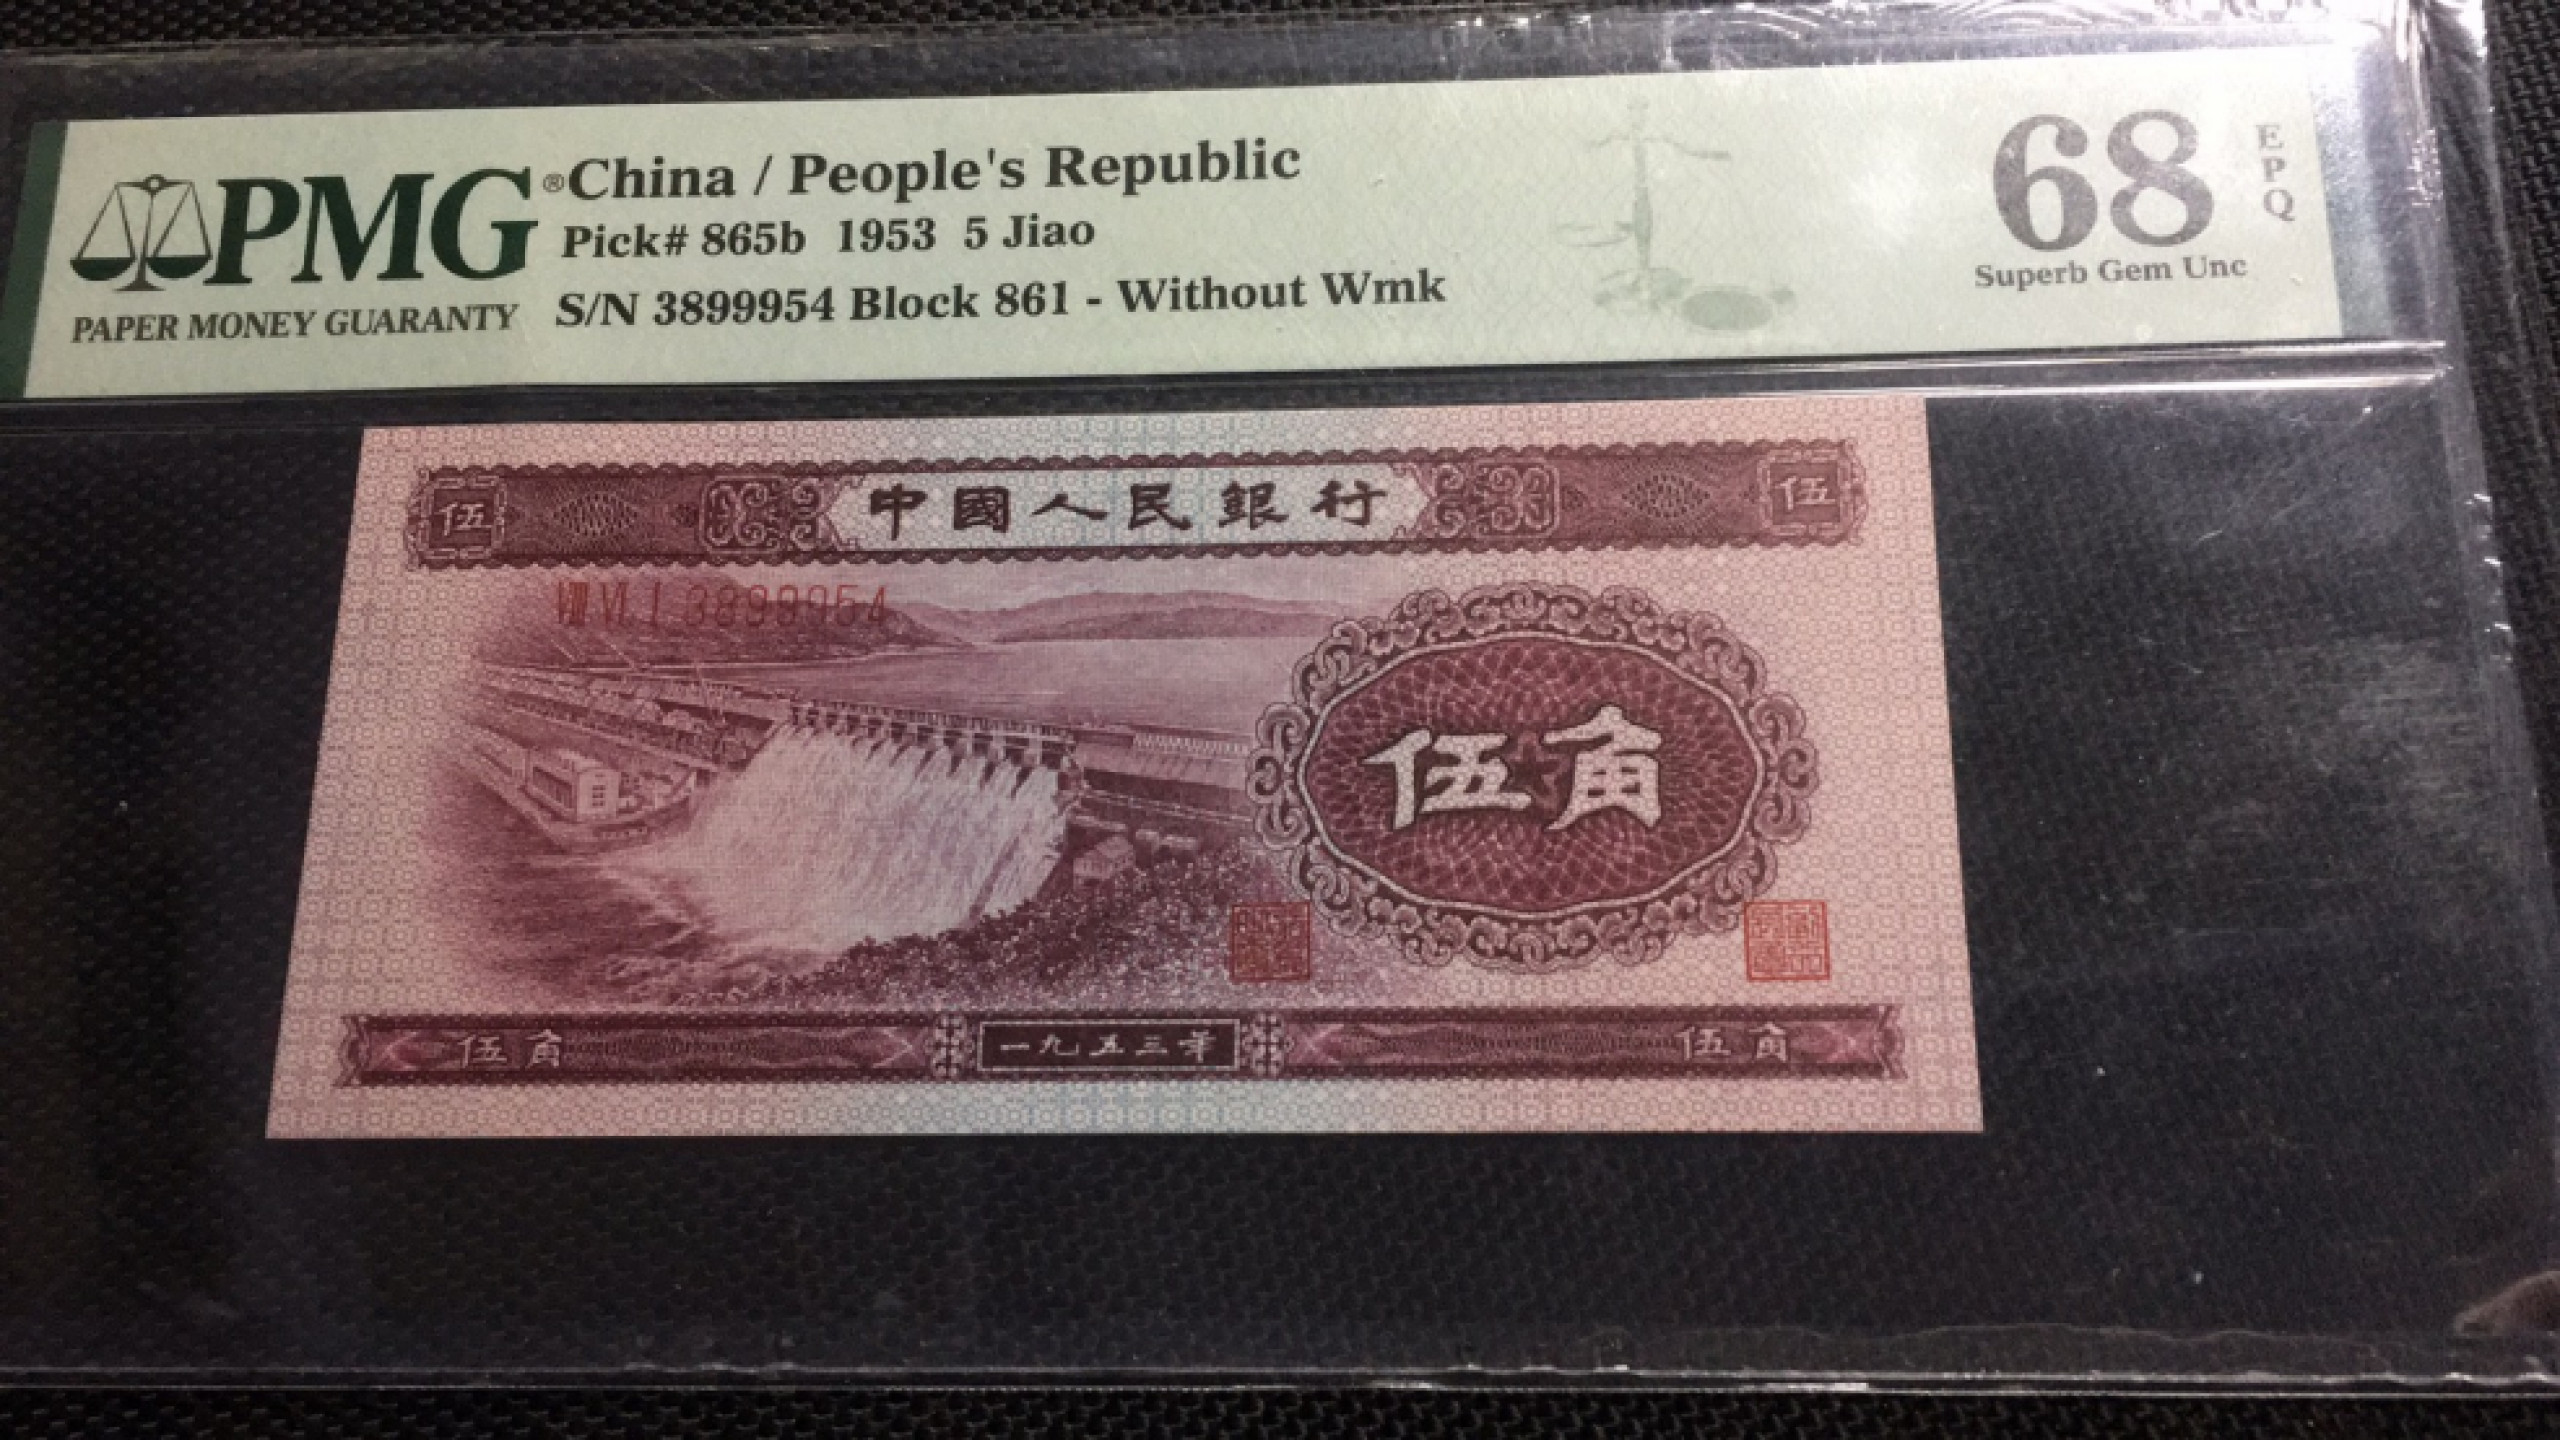 PMG® China / People's Republic
Pick# 865b 1953 5 Jiao
PAPER MONEY GUARANTY S/N 3899954 Block 861 - Without Wmk
68 EPQ
Superb Gem Unc
伍 中國人民銀行 伍
VIII VI I 3899954
伍角
伍角 一九五三年 伍角